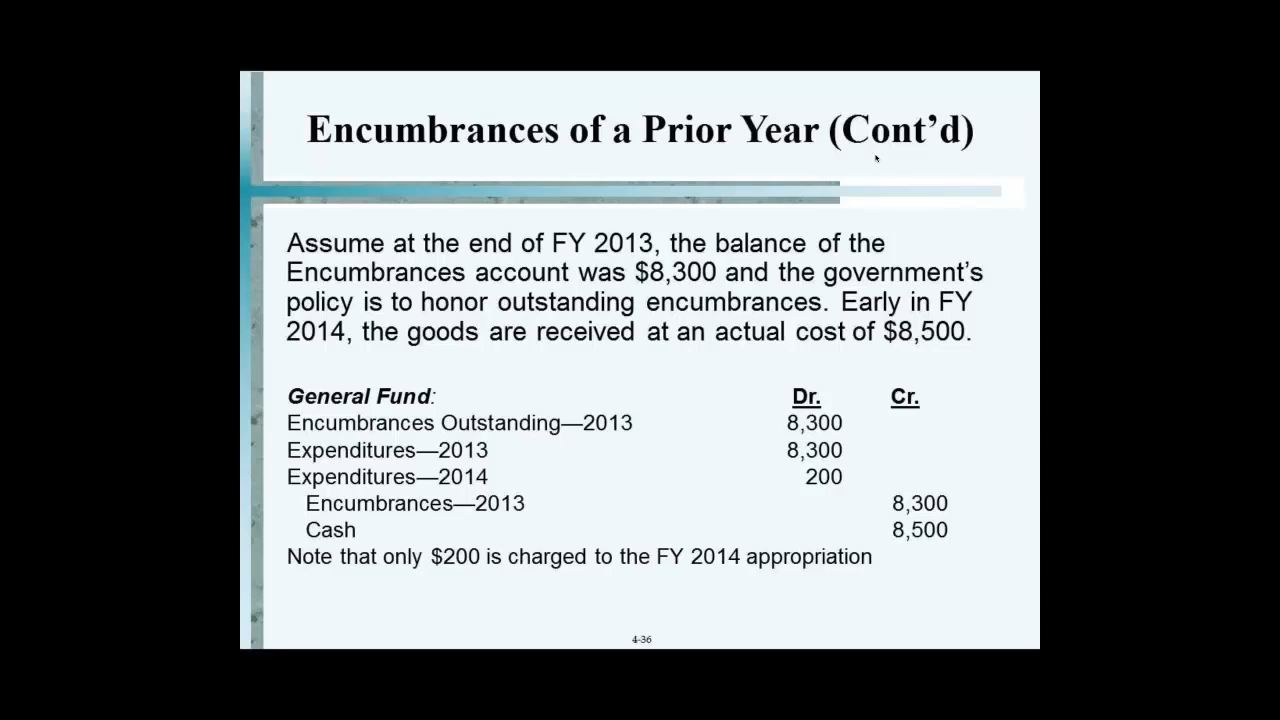 Encumbrances of a Prior Year (Cont’d)
Assume at the end of FY 2013, the balance of the
Encumbrances account was $8,300 and the government’s
policy is to honor outstanding encumbrances. Early in FY
2014, the goods are received at an actual cost of $8,500.
General Fund: Dr. Cr.
Encumbrances Outstanding—2013 8,300
Expenditures—2013 8,300
Expenditures—2014 200
Encumbrances—2013 8,300
Cash 8,500
Note that only $200 is charged to the FY 2014 appropriation
4-36